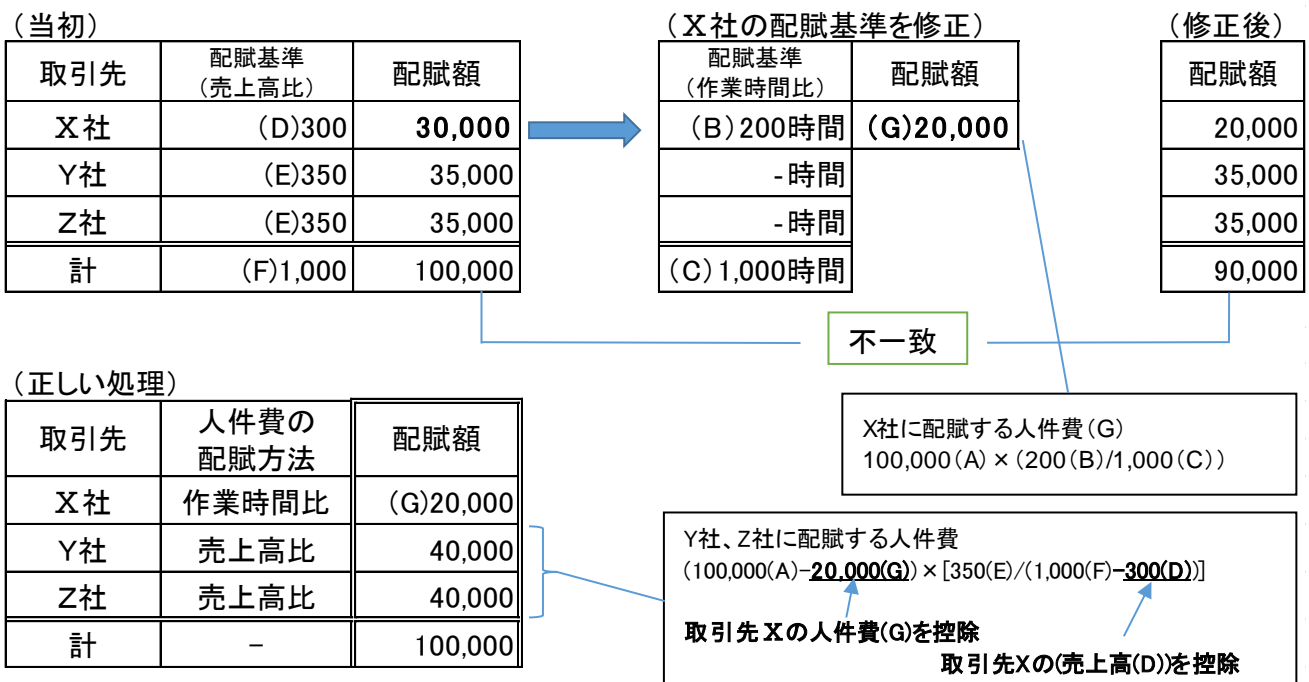 （当初）
取引先 配賦基準（売上高比） 配賦額
Ｘ社 (D)300 30,000
Y社 (E)350 35,000
Z社 (E)350 35,000
計 (F)1,000 100,000
（Ｘ社の配賦基準を修正）
配賦基準（作業時間比） 配賦額
(B)200時間 (G)20,000
-時間
-時間
(C)1,000時間
（修正後）
配賦額
20,000
35,000
35,000
90,000
不一致
（正しい処理）
取引先 人件費の配賦方法 配賦額
Ｘ社 作業時間比 (G)20,000
Y社 売上高比 40,000
Z社 売上高比 40,000
計 － 100,000
X社に配賦する人件費(G)
100,000(A)×(200(B)/1,000(C))
Y社、Z社に配賦する人件費
(100,000(A)-20,000(G))×[350(E)/(1,000(F)-300(D))]
取引先Ｘの人件費(G)を控除
取引先Xの(売上高(D))を控除